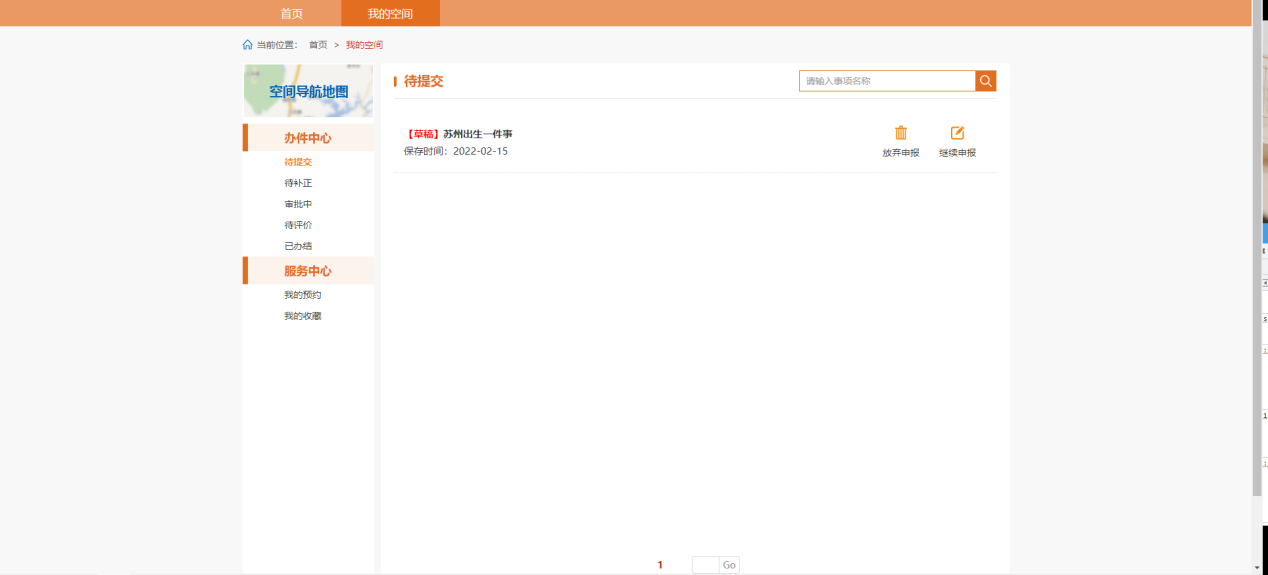 首页 我的空间
当前位置： 首页 > 我的空间
空间导航地图
办件中心
待提交
待补正
审批中
待评价
已办结
服务中心
我的预约
我的收藏
待提交
请输入事项名称
【草稿】苏州出生一件事
保存时间：2022-02-15
放弃申报 继续申报
1 Go